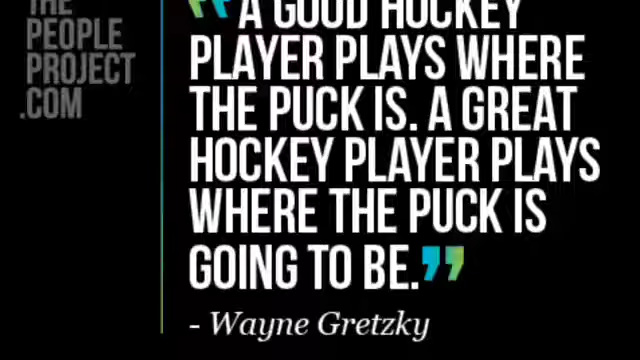 THE
PEOPLE
PROJECT
.COM
“A GOOD HOCKEY
PLAYER PLAYS WHERE
THE PUCK IS. A GREAT
HOCKEY PLAYER PLAYS
WHERE THE PUCK IS
GOING TO BE.”
- Wayne Gretzky